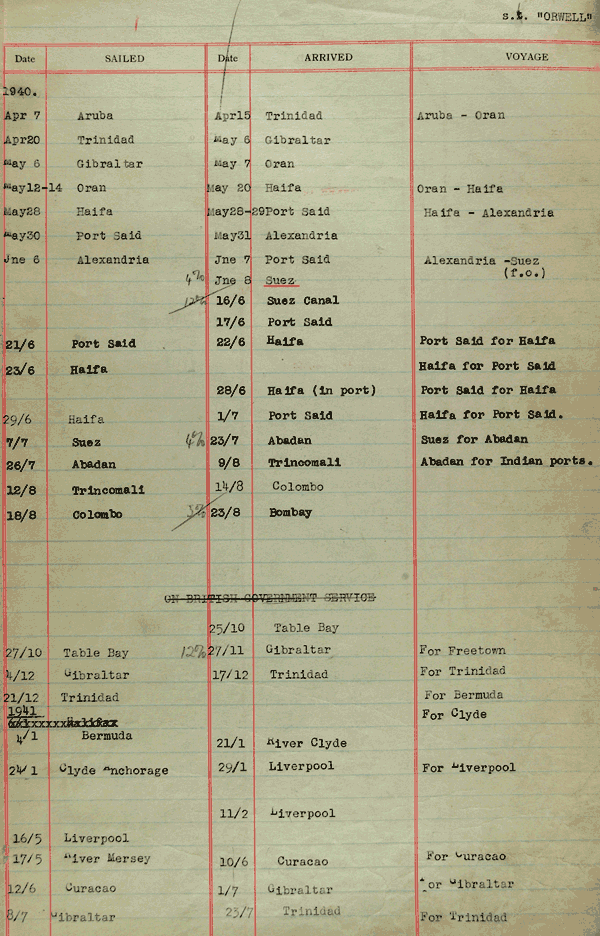 s.t. "ORWELL"
Date SAILED Date ARRIVED VOYAGE
1940.
Apr 7 Aruba Apr15 Trinidad Aruba - Oran
Apr20 Trinidad May 6 Gibraltar
May 6 Gibraltar May 7 Oran
May12-14 Oran May 20 Haifa Oran - Haifa
May28 Haifa May28-29Port Said Haifa - Alexandria
May30 Port Said May31 Alexandria
Jne 6 Alexandria Jne 7 Port Said Alexandria -Suez
4% Jne 8 Suez (f.o.)
12% 16/6 Suez Canal
17/6 Port Said
21/6 Port Said 22/6 Haifa Port Said for Haifa
23/6 Haifa Haifa for Port Said
28/6 Haifa (in port) Port Said for Haifa
29/6 Haifa 1/7 Port Said Haifa for Port Said.
7/7 Suez 4% 23/7 Abadan Suez for Abadan
26/7 Abadan 9/8 Trincomali Abadan for Indian ports.
12/8 Trincomali 14/8 Colombo
18/8 Colombo 3% 23/8 Bombay
ON BRITISH GOVERNMENT SERVICE
25/10 Table Bay
27/10 Table Bay 12% 27/11 Gibraltar For Freetown
4/12 Gibraltar 17/12 Trinidad For Trinidad
21/12 Trinidad For Bermuda
1941 For Clyde
Halifax
4/1 Bermuda 21/1 River Clyde
24/1 Clyde Anchorage 29/1 Liverpool For Liverpool
11/2 Liverpool
16/5 Liverpool
17/5 River Mersey 10/6 Curacao For Curacao
12/6 Curacao 1/7 Gibraltar For Gibraltar
8/7 Gibraltar 25/7 Trinidad For Trinidad